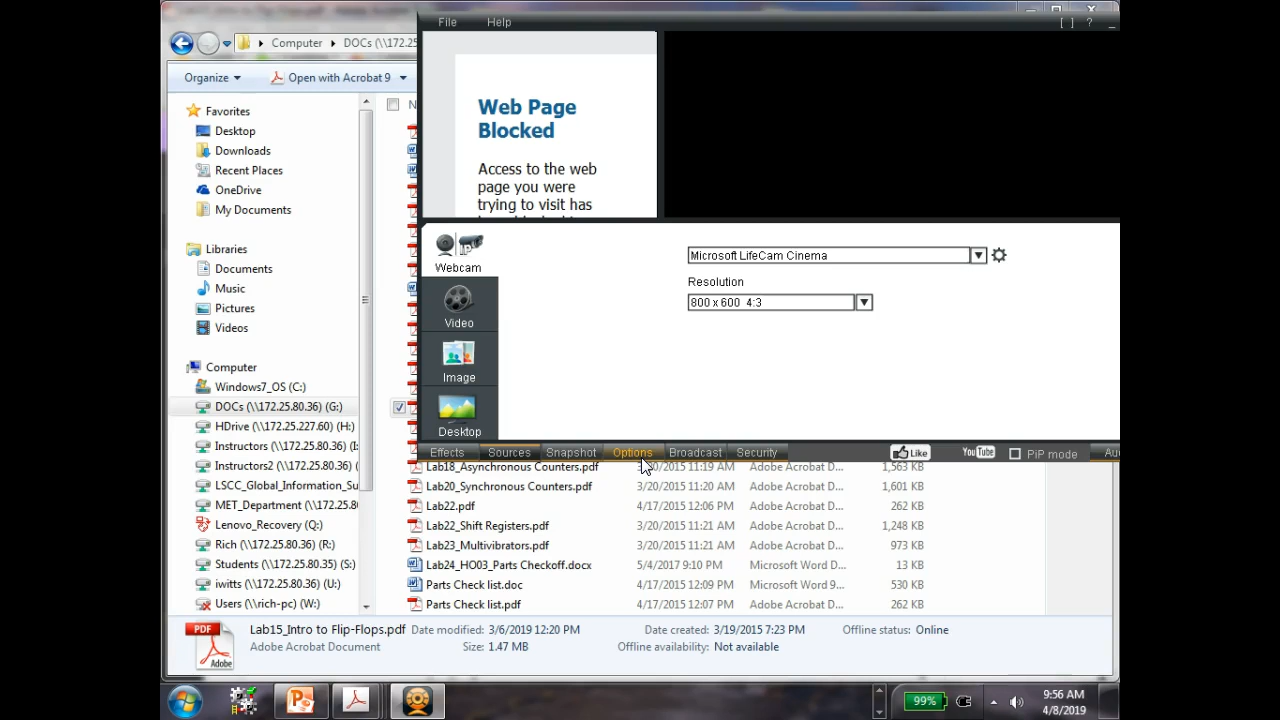 File Help [ ] ? _
Computer DOCs (\\172.25
Organize Open with Acrobat 9
N
Favorites
Desktop
Downloads
Recent Places
OneDrive
My Documents
Libraries
Documents
Music
Pictures
Videos
Computer
Windows7_OS (C:)
DOCs (\\172.25.80.36) (G:)
HDrive (\\172.25.227.60) (H:)
Instructors (\\172.25.80.36)
Instructors2 (\\172.25.80.36
LSCC_Global_Information_Su
MET_Department (\\172.25.8
Lenovo_Recovery (Q:)
Rich (\\172.25.80.36) (R:)
Students (\\172.25.80.35) (S:)
iwitts (\\172.25.80.36) (U:)
Users (\\rich-pc) (W:)
Web Page
Blocked
Access to the web
page you were
trying to visit has
Webcam
Video
Image
Desktop
Microsoft LifeCam Cinema
Resolution
800 x 600 4:3
Effects Sources Snapshot Options Broadcast Security Like YouTube PiP mode Au
Lab18_Asynchronous Counters.pdf 3/20/2015 11:19 AM Adobe Acrobat D... 1,563 KB
Lab20_Synchronous Counters.pdf 3/20/2015 11:20 AM Adobe Acrobat D... 1,601 KB
Lab22.pdf 4/17/2015 12:06 PM Adobe Acrobat D... 262 KB
Lab22_Shift Registers.pdf 3/20/2015 11:21 AM Adobe Acrobat D... 1,248 KB
Lab23_Multivibrators.pdf 3/20/2015 11:21 AM Adobe Acrobat D... 973 KB
Lab24_HO03_Parts Checkoff.docx 5/4/2017 9:10 PM Microsoft Word D... 13 KB
Parts Check list.doc 4/17/2015 12:09 PM Microsoft Word 9... 530 KB
Parts Check list.pdf 4/17/2015 12:07 PM Adobe Acrobat D... 262 KB
PDF
Adobe
Lab15_Intro to Flip-Flops.pdf Date modified: 3/6/2019 12:20 PM Date created: 3/19/2015 7:23 PM Offline status: Online
Adobe Acrobat Document Size: 1.47 MB Offline availability: Not available
99% 9:56 AM
4/8/2019